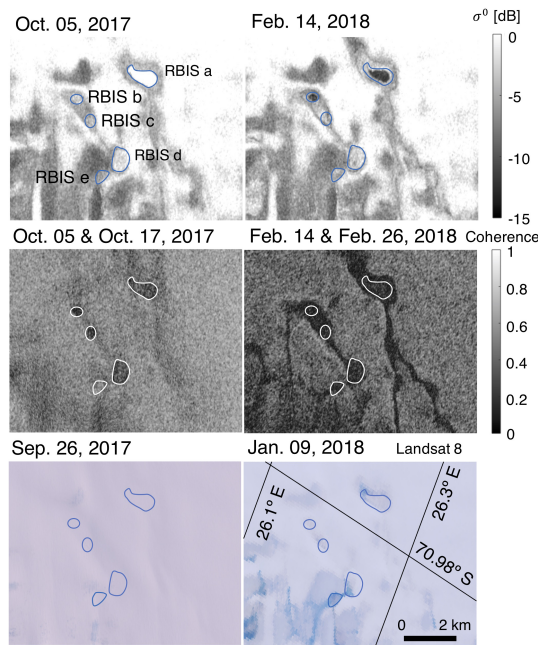 Oct. 05, 2017
Feb. 14, 2018
σ⁰ [dB]
0
RBIS a
RBIS b
-5
RBIS c
RBIS d
-10
RBIS e
-15
Oct. 05 & Oct. 17, 2017
Feb. 14 & Feb. 26, 2018
Coherence
1
0.8
0.6
0.4
0.2
0
Sep. 26, 2017
Jan. 09, 2018
Landsat 8
26.1° E
26.3° E
70.98° S
0 2 km